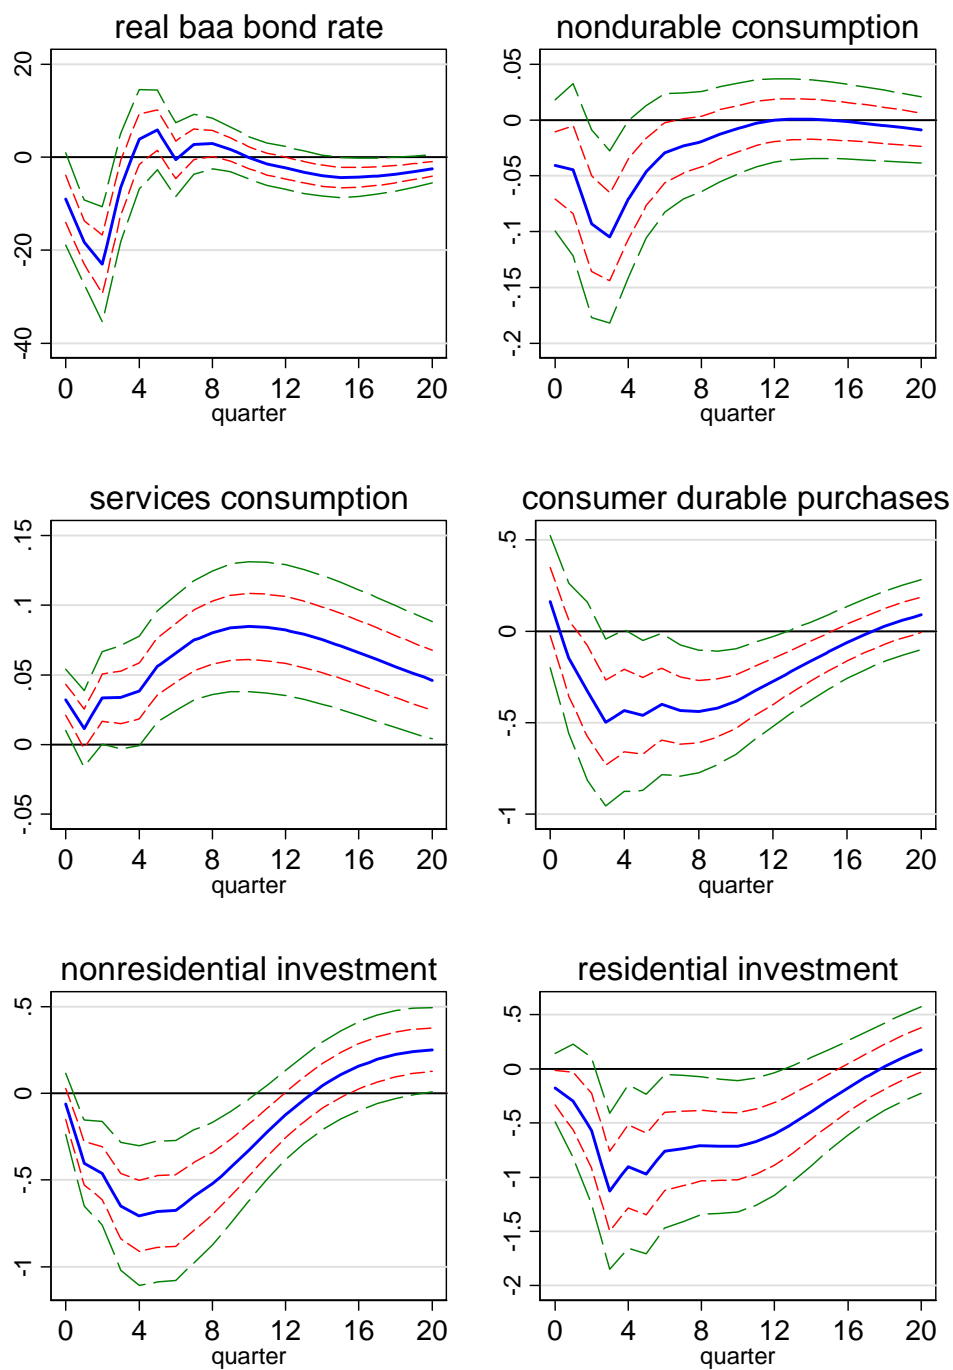 real baa bond rate
20
0
-20
-40
0 4 8 12 16 20
quarter
nondurable consumption
.05
0
-.05
-.1
-.15
-.2
0 4 8 12 16 20
quarter
services consumption
.15
.1
.05
0
-.05
0 4 8 12 16 20
quarter
consumer durable purchases
.5
0
-.5
-1
0 4 8 12 16 20
quarter
nonresidential investment
.5
0
-.5
-1
0 4 8 12 16 20
quarter
residential investment
.5
0
-.5
-1
-1.5
-2
0 4 8 12 16 20
quarter